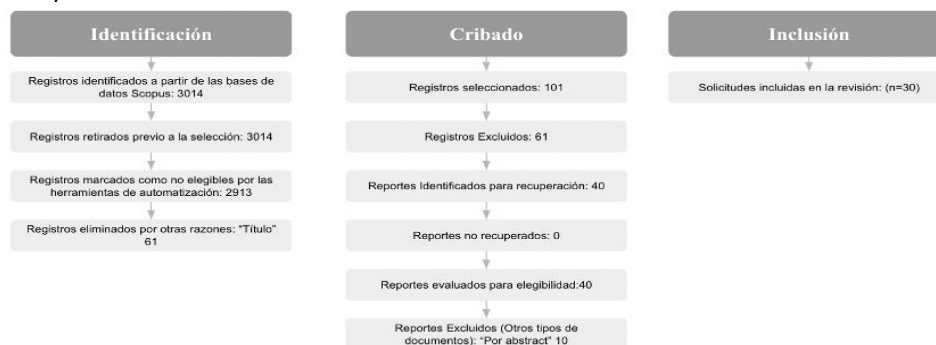 Identificación
Registros identificados a partir de las bases de
datos Scopus: 3014
Registros retirados previo a la selección: 3014
Registros marcados como no elegibles por las
herramientas de automatización: 2913
Registros eliminados por otras razones: “Título”
61
Cribado
Registros seleccionados: 101
Registros Excluidos: 61
Reportes Identificados para recuperación: 40
Reportes no recuperados: 0
Reportes evaluados para elegibilidad:40
Reportes Excluidos (Otros tipos de
documentos): “Por abstract” 10
Inclusión
Solicitudes incluidas en la revisión: (n=30)